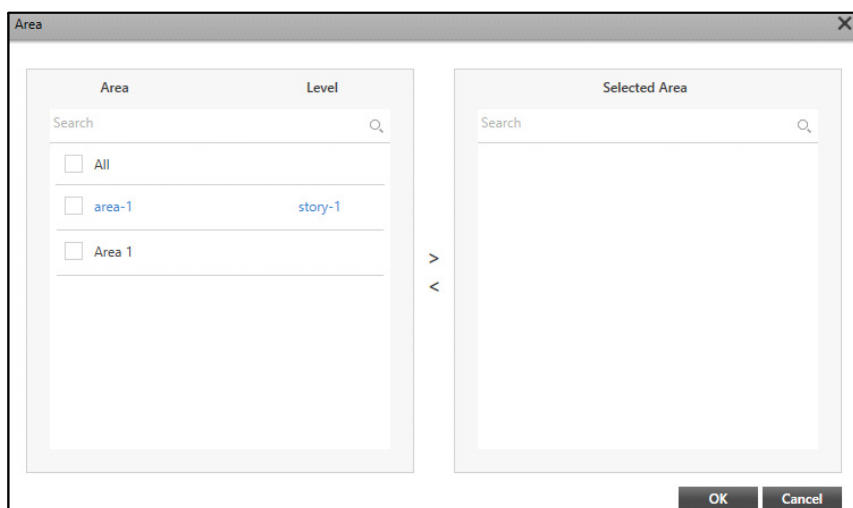 Area
Area Level
Search
All
area-1 story-1
Area 1
>
<
Selected Area
Search
OK Cancel